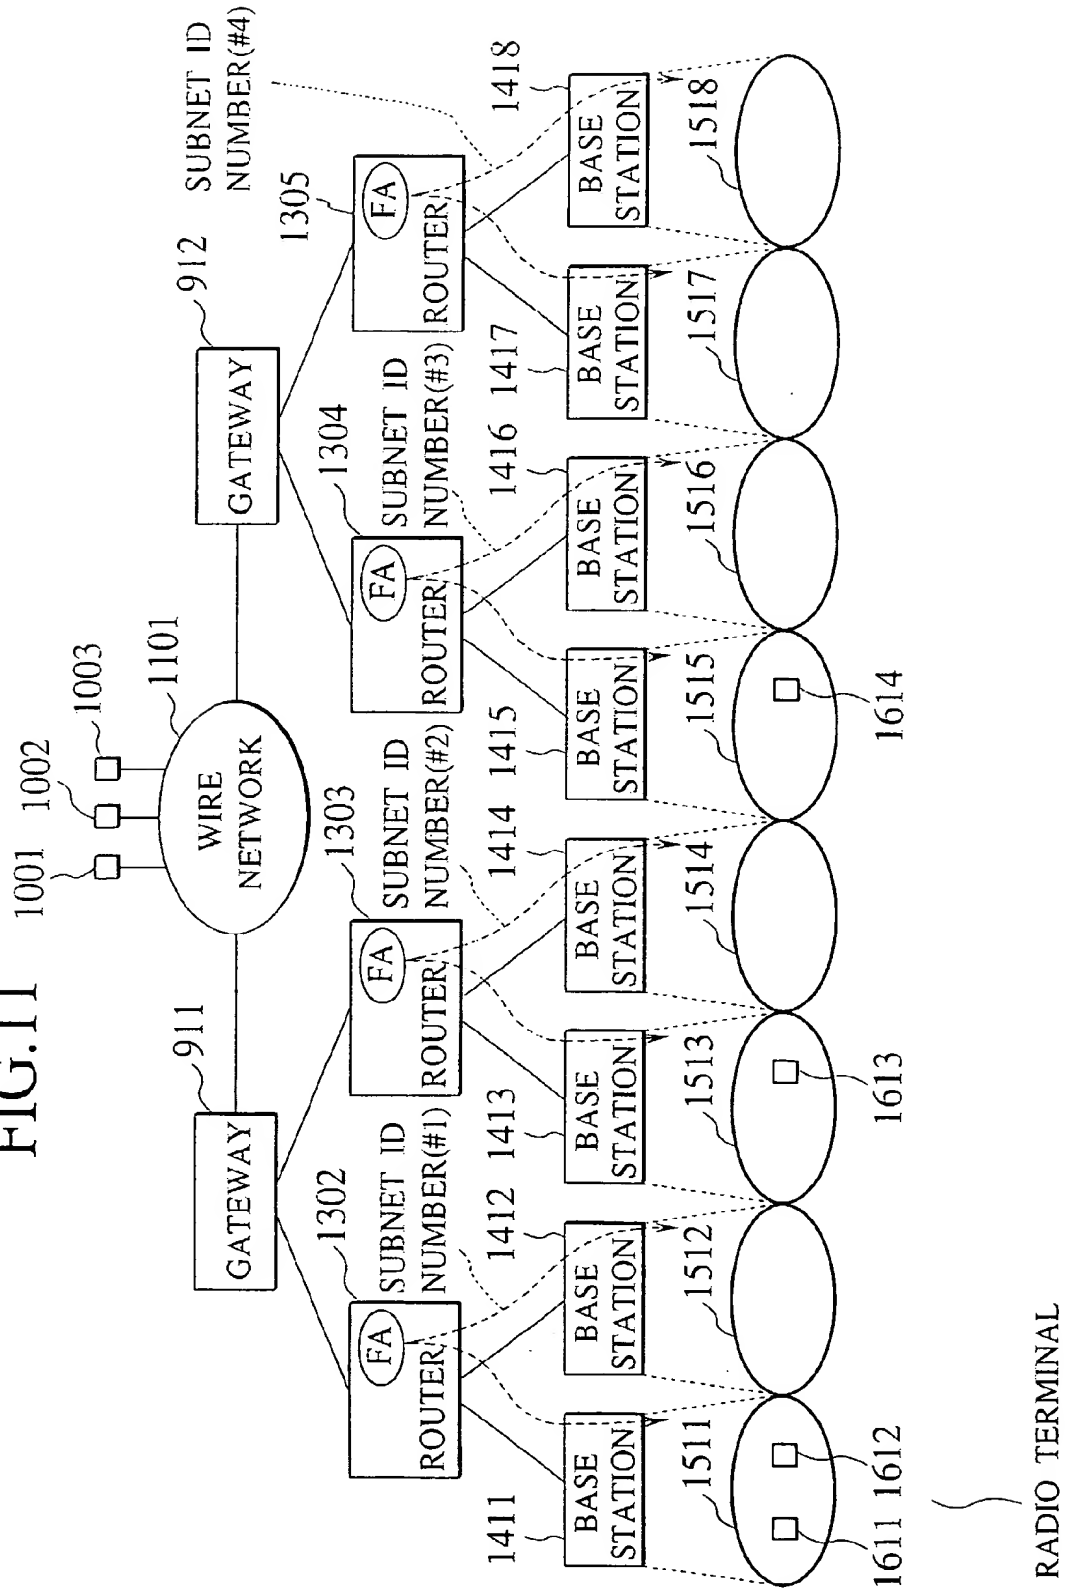 FIG.11
1001
1002
1003
1101
WIRE
NETWORK
911
GATEWAY
912
GATEWAY
1302
FA
ROUTER
SUBNET ID
NUMBER(#1)
1303
FA
ROUTER
SUBNET ID
NUMBER(#2)
1304
FA
ROUTER
SUBNET ID
NUMBER(#3)
1305
FA
ROUTER
SUBNET ID
NUMBER(#4)
1411
BASE
STATION
1412
BASE
STATION
1413
BASE
STATION
1414
BASE
STATION
1415
BASE
STATION
1416
BASE
STATION
1417
BASE
STATION
1418
BASE
STATION
1511
1512
1513
1514
1515
1516
1517
1518
1611
1612
1613
1614
RADIO TERMINAL